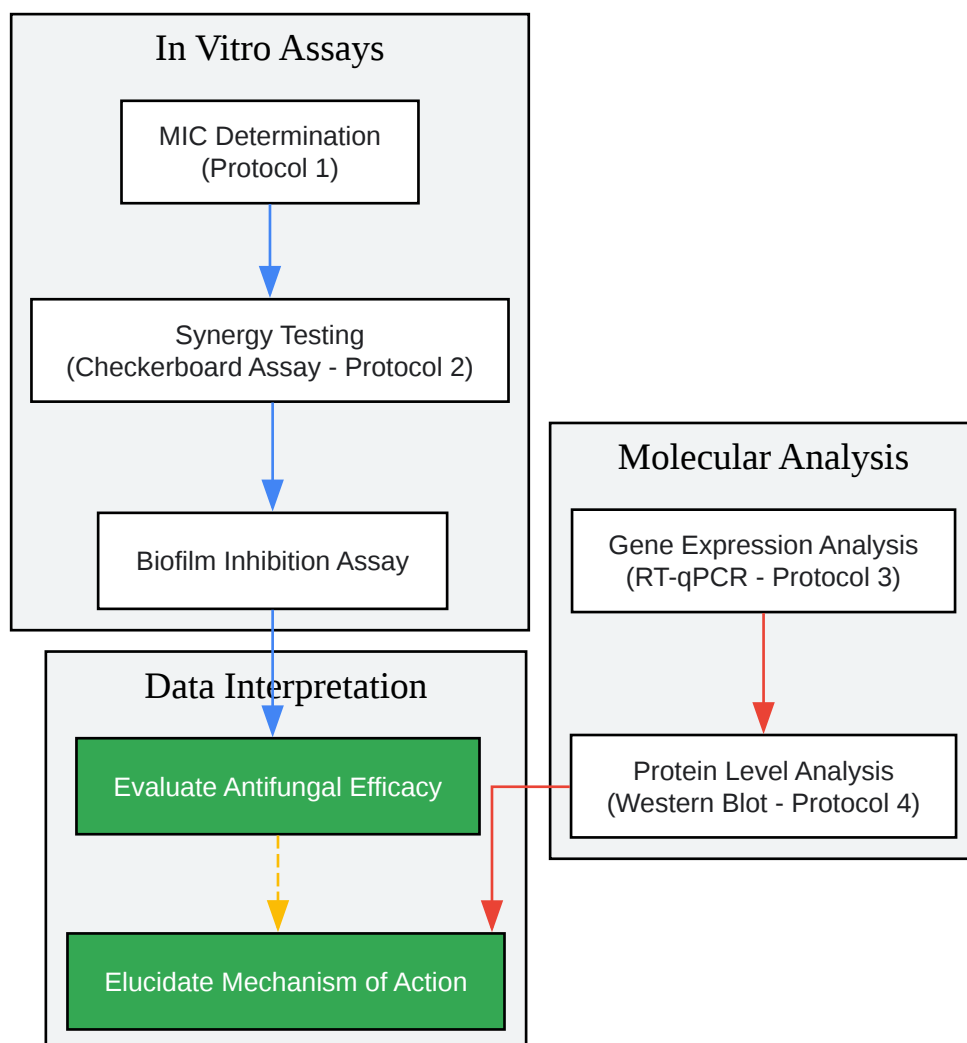 In Vitro Assays
MIC Determination
(Protocol 1)
Synergy Testing
(Checkerboard Assay - Protocol 2)
Biofilm Inhibition Assay
Molecular Analysis
Gene Expression Analysis
(RT-qPCR - Protocol 3)
Protein Level Analysis
(Western Blot - Protocol 4)
Data Interpretation
Evaluate Antifungal Efficacy
Elucidate Mechanism of Action